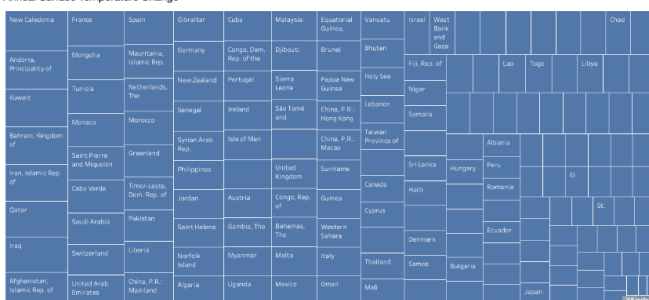 Annual Surface Temperature Change
New Caledonia
Andorra,
Principality of
Kuwait
Bahrain, Kingdom
of
Iran, Islamic Rep.
of
Qatar
Iraq
Afghanistan,
Islamic Rep. of
France
Mongolia
Tunisia
Monaco
Saint Pierre
and Miquelon
Cabo Verde
Saudi Arabia
Switzerland
United Arab
Emirates
Spain
Mauritania,
Islamic Rep.
Netherlands,
The
Morocco
Greenland
Timor-Leste,
Dem. Rep. of
Pakistan
Liberia
China, P.R.:
Mainland
Gibraltar
Germany
New Zealand
Senegal
Syrian Arab
Rep.
Philippines
Jordan
Saint Helena
Norfolk
Island
Algeria
Cuba
Congo, Dem.
Rep. of the
Portugal
Ireland
Isle of Man
Austria
Gambia, The
Myanmar
Uganda
Malaysia
Djibouti
Sierra
Leone
São Tomé
and
United
Kingdom
Congo, Rep.
of
Bahamas,
The
Malta
Mexico
Equatorial
Guinea,
Brunei
Papua New
Guinea
China, P.R.:
Hong Kong
China, P.R.:
Macao
Suriname
Guinea
Western
Sahara
Italy
Oman
Vanuatu
Bhutan
Holy See
Lebanon
Taiwan
Province of
Canada
Cyprus
Thailand
Mali
Israel
Fiji, Rep. of
Niger
Somalia
Sri Lanka
Haiti
Denmark
Samoa
West
Bank
and
Gaza
Hungary
Bulgaria
Albania
Peru
Romania
Ecuador
Lao
Togo
Japan
El
Libya
St.
Chad